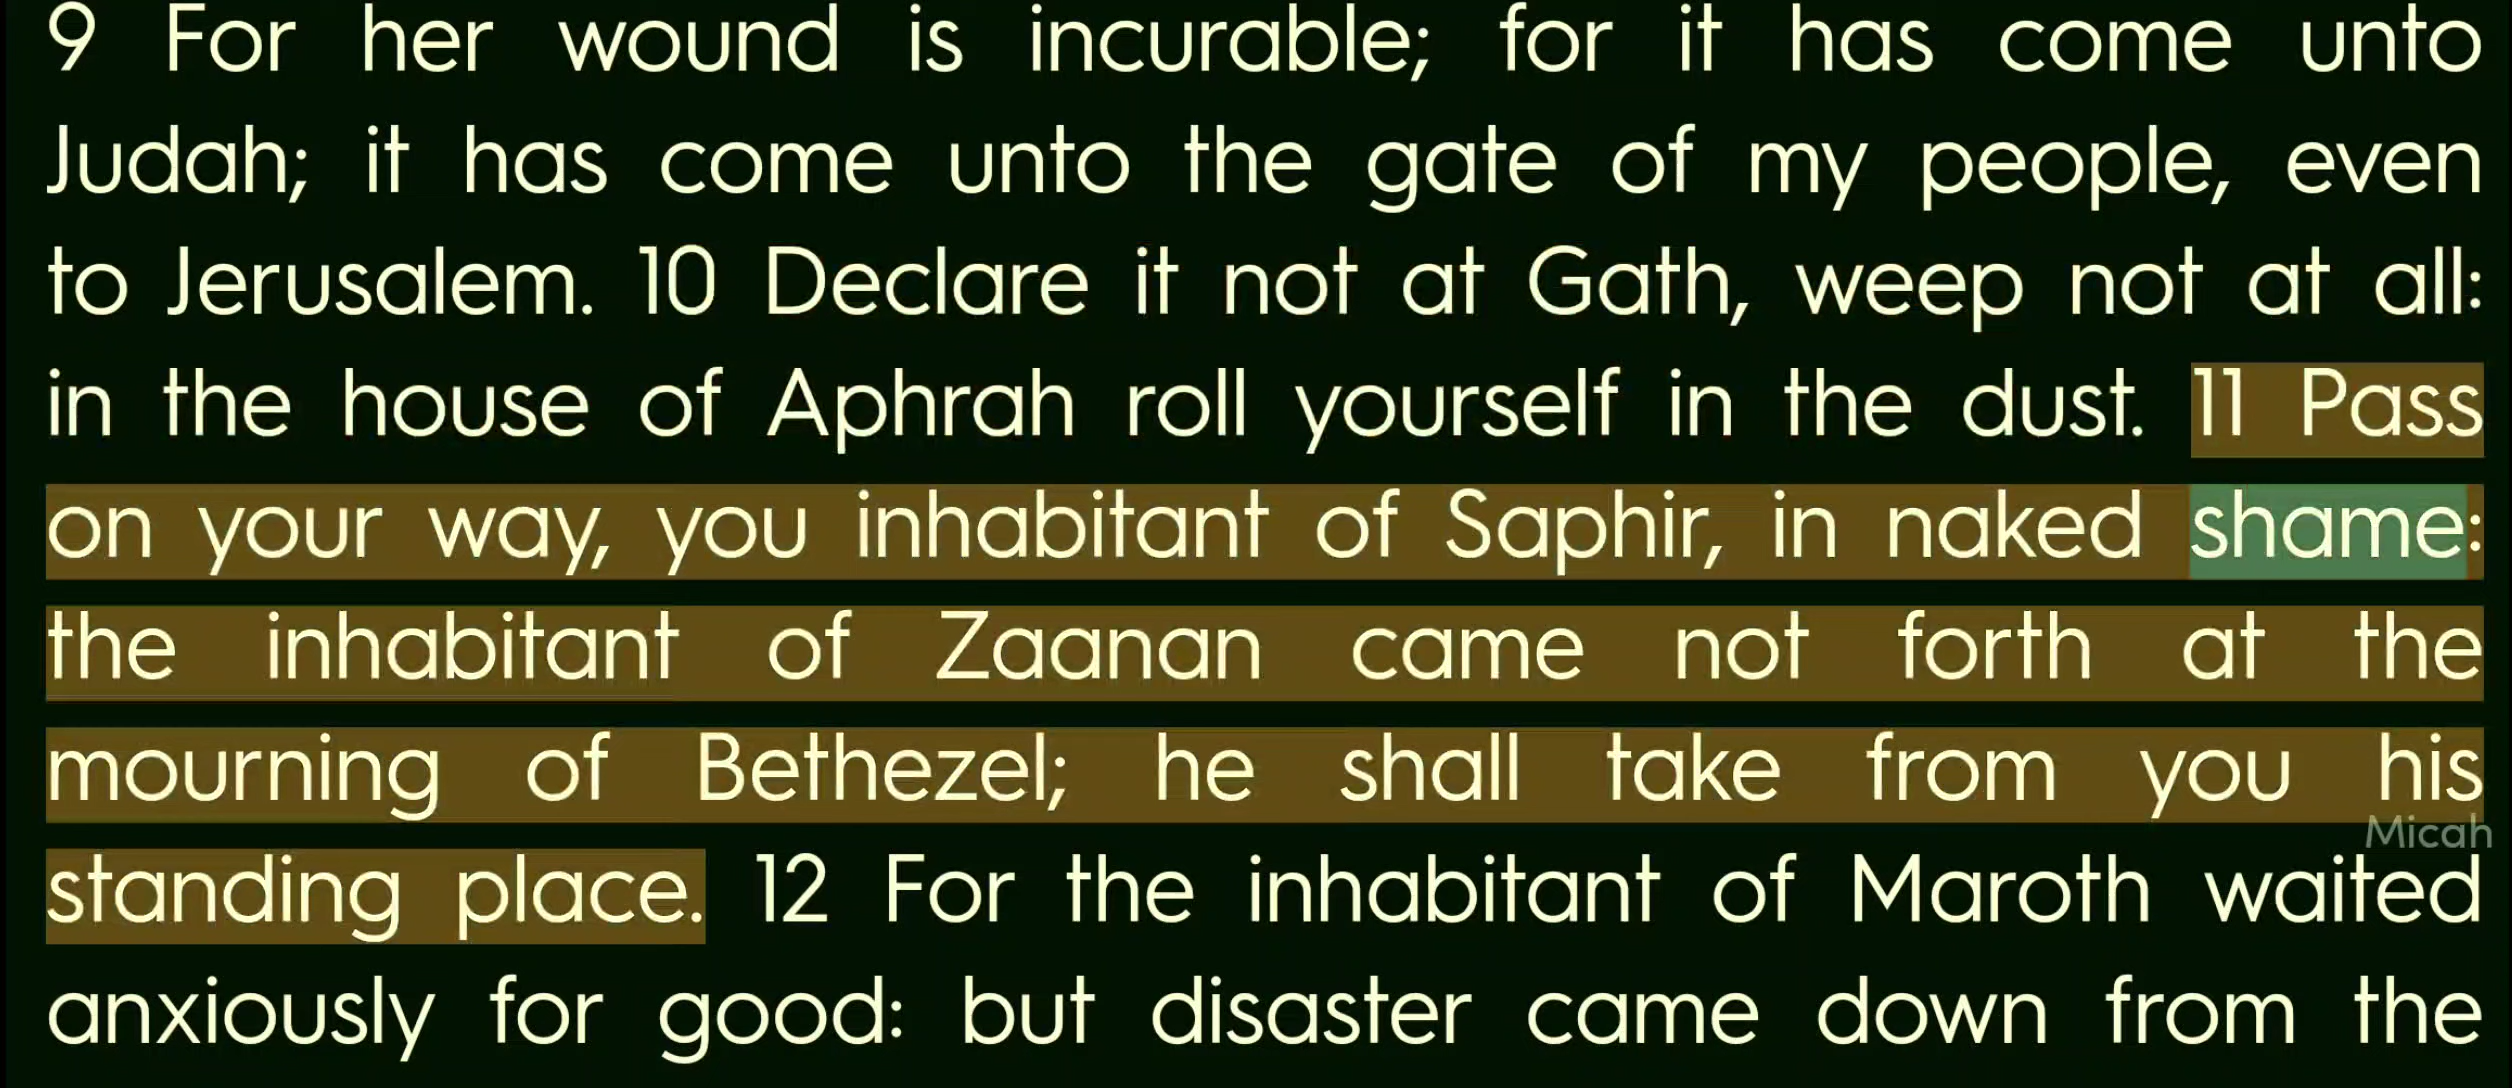 9 For her wound is incurable; for it has come unto
Judah; it has come unto the gate of my people, even
to Jerusalem. 10 Declare it not at Gath, weep not at all:
in the house of Aphrah roll yourself in the dust. 11 Pass
on your way, you inhabitant of Saphir, in naked shame:
the inhabitant of Zaanan came not forth at the
mourning of Bethezel; he shall take from you his
Micah
standing place. 12 For the inhabitant of Maroth waited
anxiously for good: but disaster came down from the